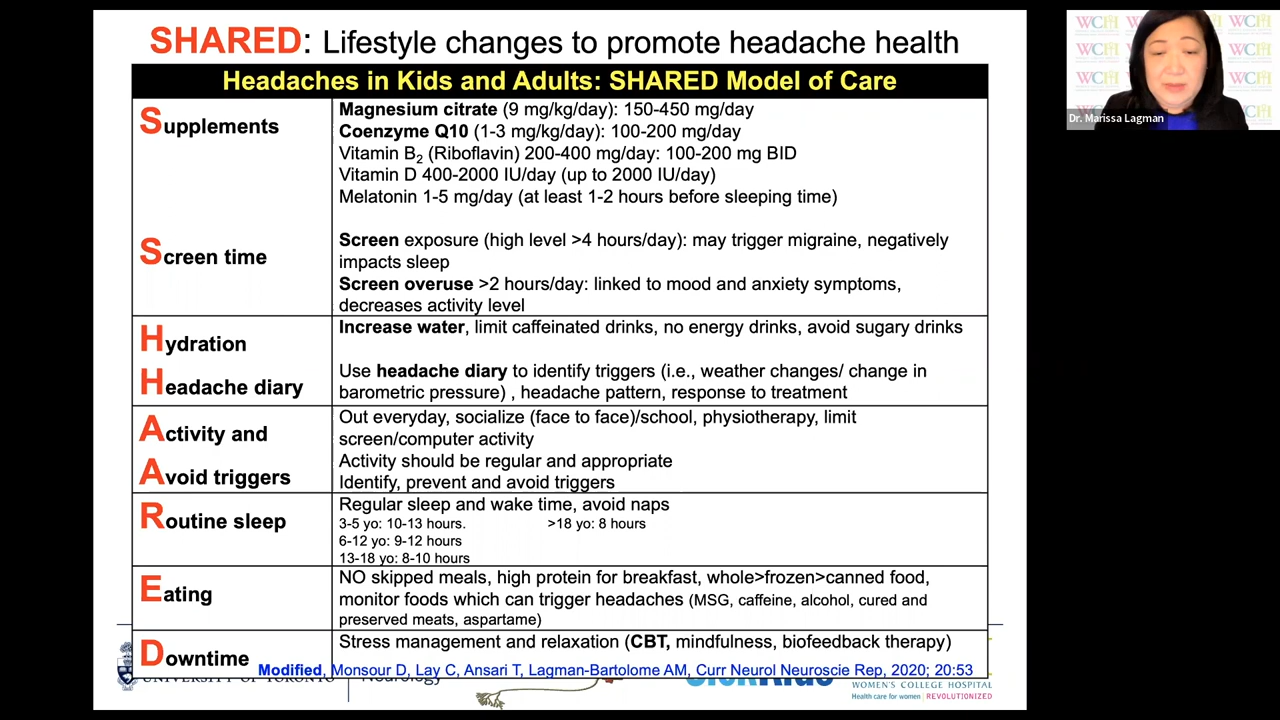 SHARED: Lifestyle changes to promote headache health
Headaches in Kids and Adults: SHARED Model of Care
Supplements
Magnesium citrate (9 mg/kg/day): 150-450 mg/day
Coenzyme Q10 (1-3 mg/kg/day): 100-200 mg/day
Vitamin B2 (Riboflavin) 200-400 mg/day: 100-200 mg BID
Vitamin D 400-2000 IU/day (up to 2000 IU/day)
Melatonin 1-5 mg/day (at least 1-2 hours before sleeping time)
Screen time
Screen exposure (high level >4 hours/day): may trigger migraine, negatively
impacts sleep
Screen overuse >2 hours/day: linked to mood and anxiety symptoms,
decreases activity level
Hydration
Increase water, limit caffeinated drinks, no energy drinks, avoid sugary drinks
Headache diary
Use headache diary to identify triggers (i.e., weather changes/ change in
barometric pressure) , headache pattern, response to treatment
Activity and
Avoid triggers
Out everyday, socialize (face to face)/school, physiotherapy, limit
screen/computer activity
Activity should be regular and appropriate
Identify, prevent and avoid triggers
Routine sleep
Regular sleep and wake time, avoid naps
3-5 yo: 10-13 hours. >18 yo: 8 hours
6-12 yo: 9-12 hours
13-18 yo: 8-10 hours
Eating
NO skipped meals, high protein for breakfast, whole>frozen>canned food,
monitor foods which can trigger headaches (MSG, caffeine, alcohol, cured and
preserved meats, aspartame)
Downtime
Stress management and relaxation (CBT, mindfulness, biofeedback therapy)
Modified, Monsour D, Lay C, Ansari T, Lagman-Bartolome AM, Curr Neurol Neuroscie Rep, 2020; 20:53
UNIVERSITY OF TORONTO
Neurology
SickKids
WOMEN'S COLLEGE HOSPITAL
Health care for women | REVOLUTIONIZED
Dr. Marissa Lagman